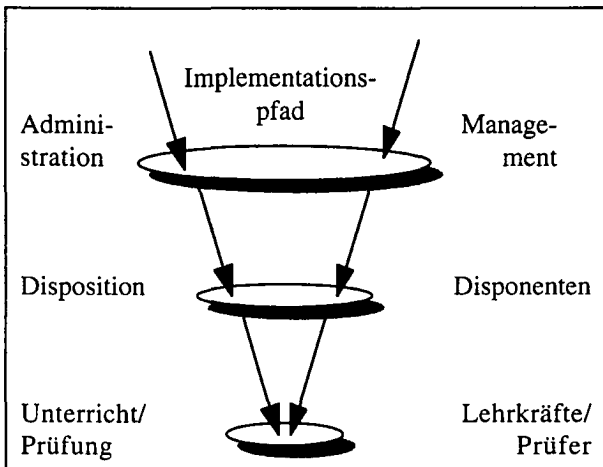 Implementations-
pfad
Admini-
stration
Manage-
ment
Disposition
Disponenten
Unterricht/
Prüfung
Lehrkräfte/
Prüfer